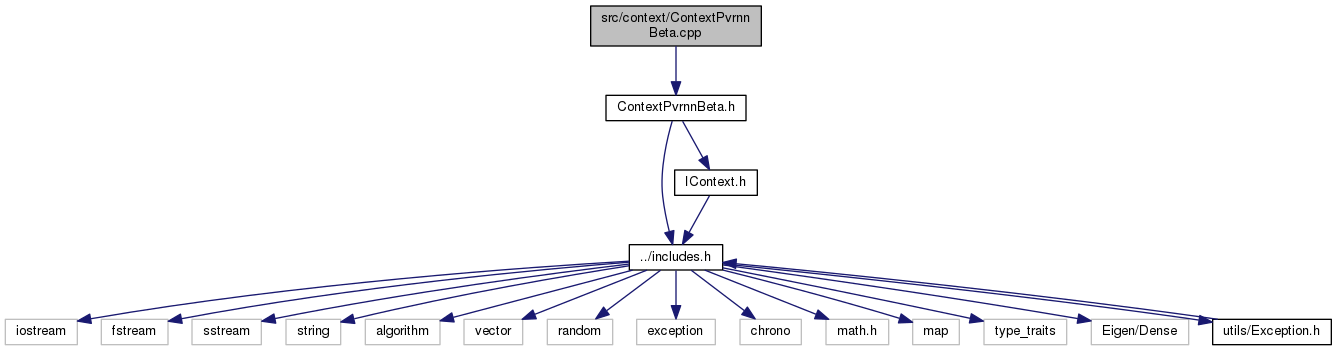 src/context/ContextPvrnn
Beta.cpp
ContextPvrnnBeta.h
IContext.h
../includes.h
iostream
fstream
sstream
string
algorithm
vector
random
exception
chrono
math.h
map
type_traits
Eigen/Dense
utils/Exception.h